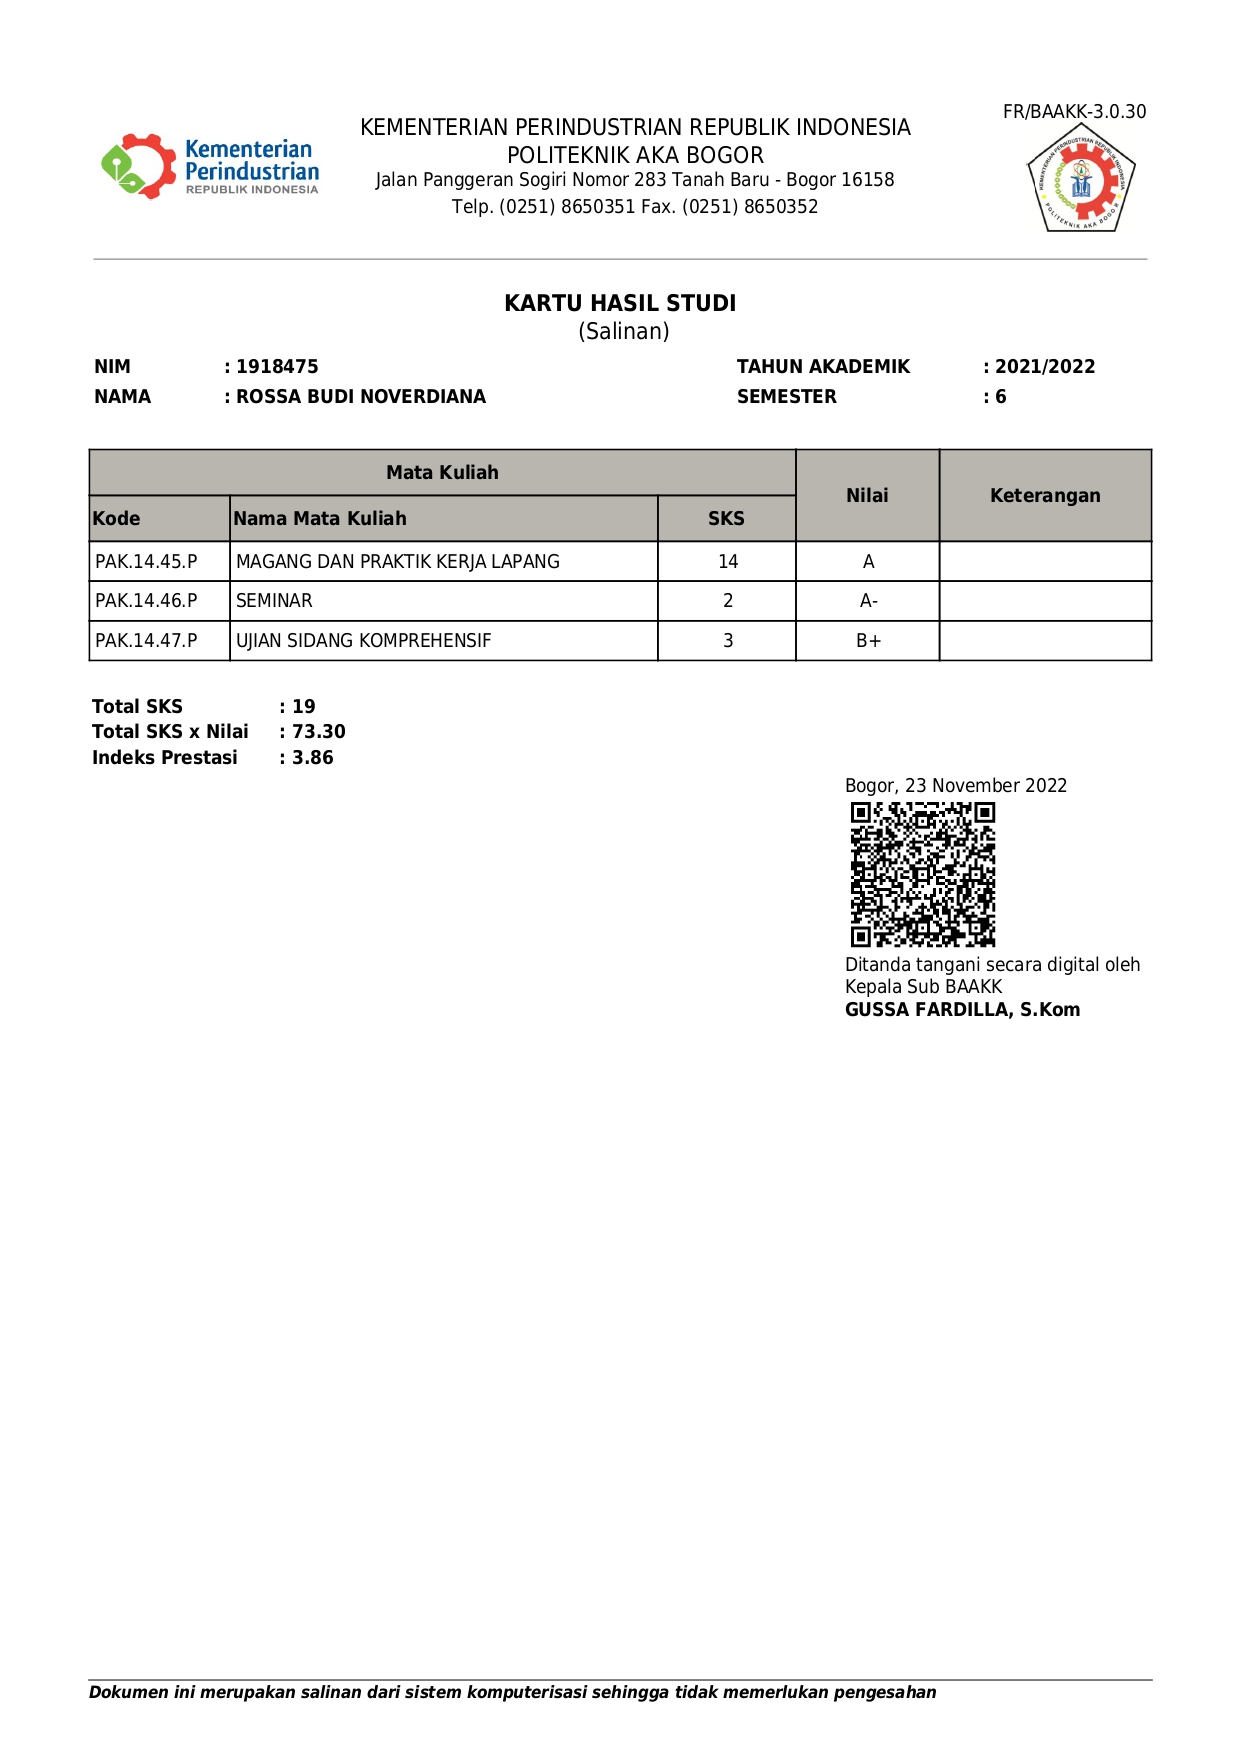 FR/BAAKK-3.0.30
Kementerian
Perindustrian
REPUBLIK INDONESIA
KEMENTERIAN PERINDUSTRIAN REPUBLIK INDONESIA
POLITEKNIK AKA BOGOR
Jalan Panggeran Sogiri Nomor 283 Tanah Baru - Bogor 16158
Telp. (0251) 8650351 Fax. (0251) 8650352
KEMENTERIAN PERINDUSTRIAN REPUBLIK INDONESIA
POLITEKNIK AKA BOGOR
KARTU HASIL STUDI
(Salinan)
NIM : 1918475 TAHUN AKADEMIK : 2021/2022
NAMA : ROSSA BUDI NOVERDIANA SEMESTER : 6
Mata Kuliah Nilai Keterangan
Kode Nama Mata Kuliah SKS
PAK.14.45.P MAGANG DAN PRAKTIK KERJA LAPANG 14 A
PAK.14.46.P SEMINAR 2 A-
PAK.14.47.P UJIAN SIDANG KOMPREHENSIF 3 B+
Total SKS : 19
Total SKS x Nilai : 73.30
Indeks Prestasi : 3.86
Bogor, 23 November 2022
Ditanda tangani secara digital oleh
Kepala Sub BAAKK
GUSSA FARDILLA, S.Kom
Dokumen ini merupakan salinan dari sistem komputerisasi sehingga tidak memerlukan pengesahan